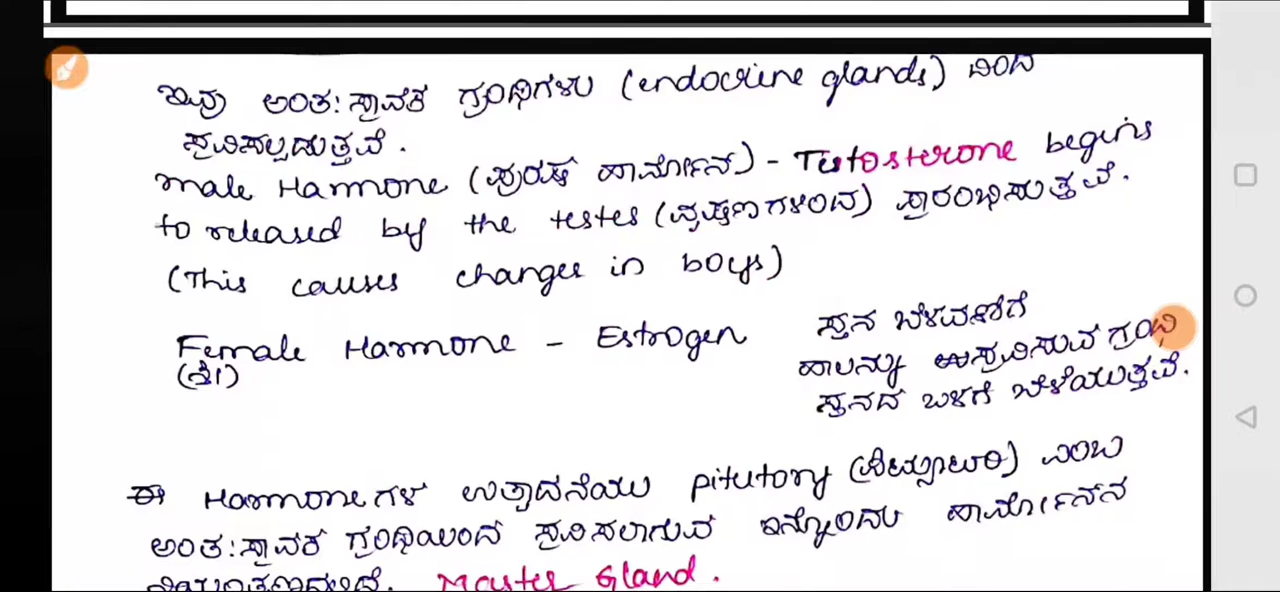 ಇವು ಅಂತಃಸ್ರಾವಕ ಗ್ರಂಥಿಗಳು (endocrine glands) ದಿಂದ
ಸ್ರವಿಸಲ್ಪಡುತ್ತವೆ.
male Harmone (ಪುರುಷ ಹಾರ್ಮೋನ್) - Testosterone begins
to released by the testes (ವೃಷಣಗಳಿಂದ) ಪ್ರಾರಂಭಿಸುತ್ತವೆ.
(This causes changes in boys)
Female Harmone - Estrogen
(ಸ್ತ್ರೀ)
ಸ್ತನ ಬೆಳವಣಿಗೆ
ಹಾಲನ್ನು ಸ್ರವಿಸುವ ಗ್ರಂಥಿ
ಸ್ತನದ ಒಳಗೆ ಬೆಳೆಯುತ್ತವೆ.
ಈ Harmoneಗಳ ಉತ್ಪಾದನೆಯು pitutory (ಪಿಟ್ಯೂಟರಿ) ಎಂಬ
ಅಂತಃಸ್ರಾವಕ ಗ್ರಂಥಿಯಿಂದ ಸ್ರವಿಸಲಾಗುವ ಇನ್ನೊಂದು ಹಾರ್ಮೋನ್‌ನ
Master Gland.